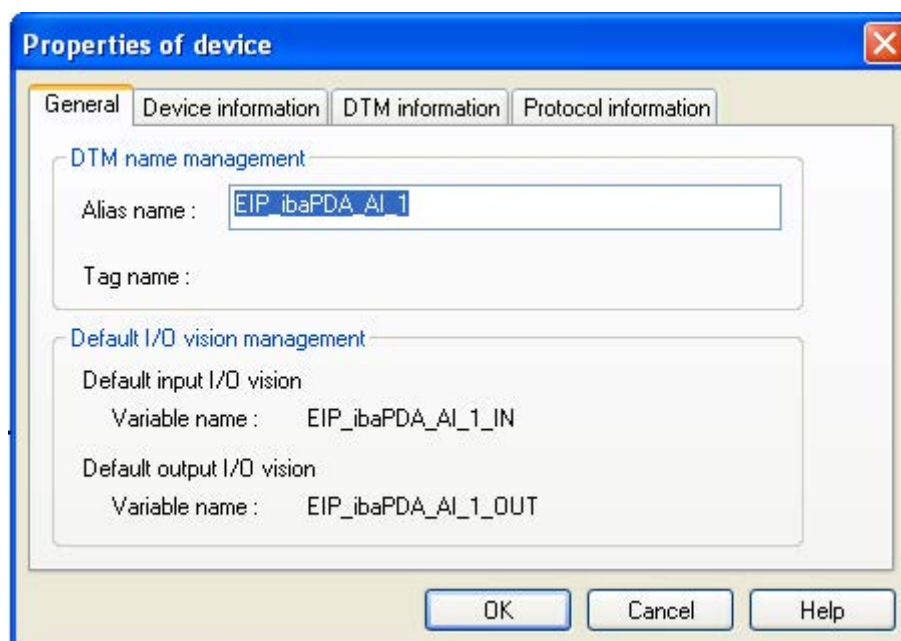 Properties of device
General Device information DTM information Protocol information
DTM name management
Alias name : EIP_ibaPDA_AI_1
Tag name :
Default I/O vision management
Default input I/O vision
Variable name : EIP_ibaPDA_AI_1_IN
Default output I/O vision
Variable name : EIP_ibaPDA_AI_1_OUT
OK Cancel Help